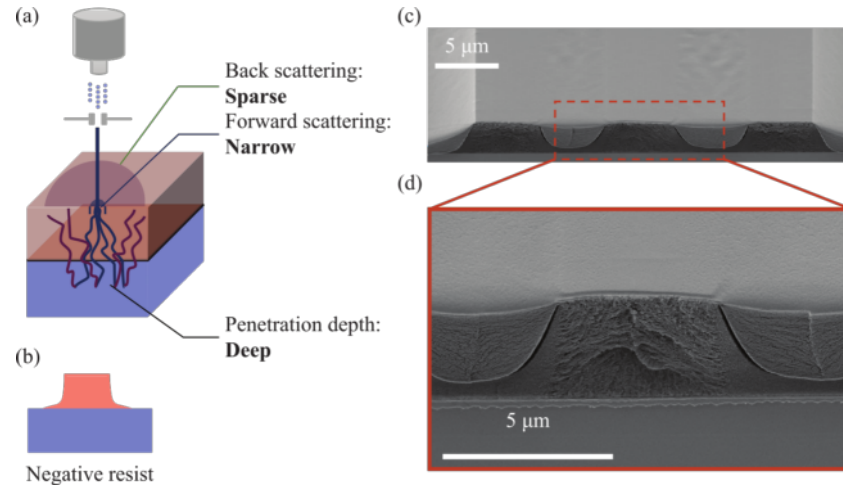 (a)
Back scattering:
Sparse
Forward scattering:
Narrow
Penetration depth:
Deep
(b)
Negative resist
(c)
5 μm
(d)
5 μm